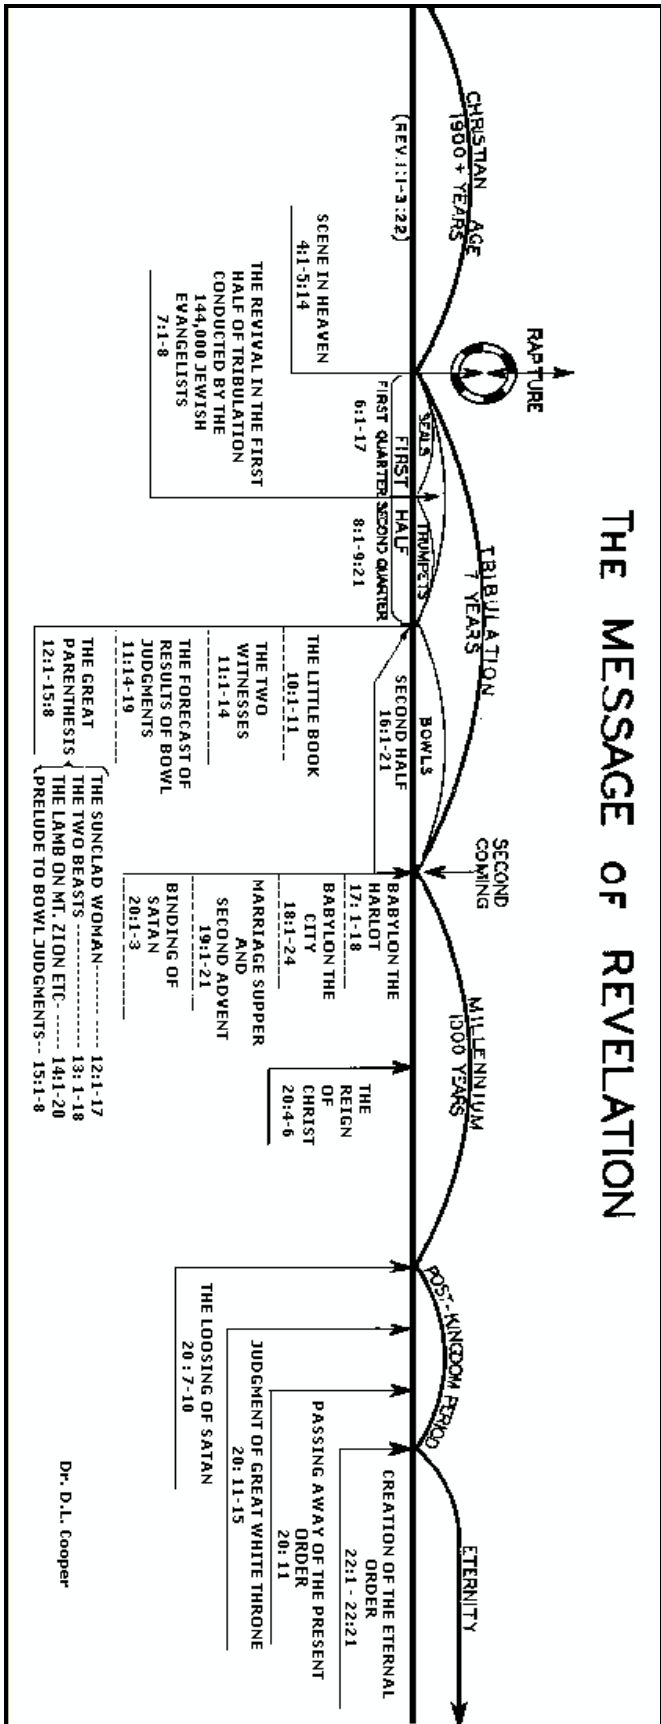 THE MESSAGE OF REVELATION
CHRISTIAN AGE
1900 + YEARS
(REV.1:1-3:22)
RAPTURE
TRIBULATION
7 YEARS
SECOND
COMING
MILLENNIUM
1000 YEARS
POST-KINGDOM PERIOD
ETERNITY
SEALS
TRUMPETS
BOWLS
FIRST HALF
FIRST QUARTER
SECOND QUARTER
6:1-17
8:1-9:21
SECOND HALF
16:1-21
SCENE IN HEAVEN
4:1-5:14
THE REVIVAL IN THE FIRST
HALF OF TRIBULATION
CONDUCTED BY THE
144,000 JEWISH
EVANGELISTS
7:1-8
THE LITTLE BOOK
10:1-11
THE TWO
WITNESSES
11:1-14
THE FORECAST OF
RESULTS OF BOWL
JUDGMENTS
11:14-19
THE GREAT
PARENTHESIS
12:1-15:8
THE SUNCLAD WOMAN------ ---- 12:1-17
THE TWO BEASTS ------------ 13: 1-18
THE LAMB ON MT. ZION ETC- ----- 14:1-20
PRELUDE TO BOWL JUDGMENTS-- 15:1-8
BABYLON THE
HARLOT
17: 1-18
BABYLON THE
CITY
18:1-24
MARRIAGE SUPPER
AND
SECOND ADVENT
19:1-21
BINDING OF
SATAN
20:1-3
THE
REIGN
OF
CHRIST
20:4-6
THE LOOSING OF SATAN
20 : 7-10
JUDGMENT OF GREAT WHITE THRONE
20: 11-15
PASSING AWAY OF THE PRESENT
ORDER
20: 11
CREATION OF THE ETERNAL
ORDER
22:1 - 22:21
Dr. D.L. Cooper